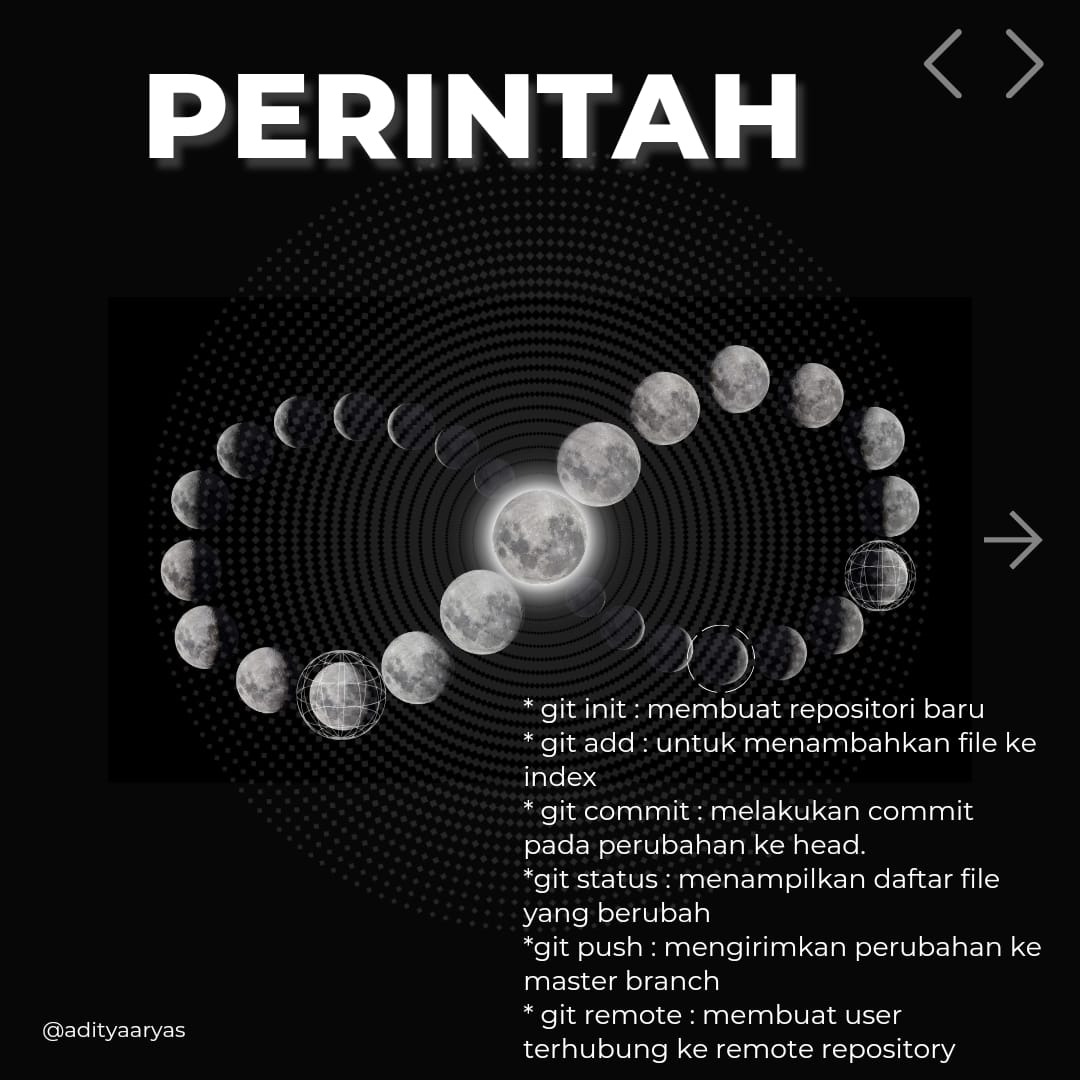 PERINTAH
* git init : membuat repositori baru
* git add : untuk menambahkan file ke
index
* git commit : melakukan commit
pada perubahan ke head.
*git status : menampilkan daftar file
yang berubah
*git push : mengirimkan perubahan ke
master branch
* git remote : membuat user
terhubung ke remote repository
@adityaaryas